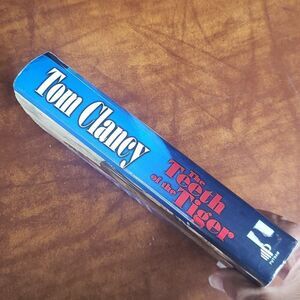 Tom Clancy
The
Teeth
of the
Tiger